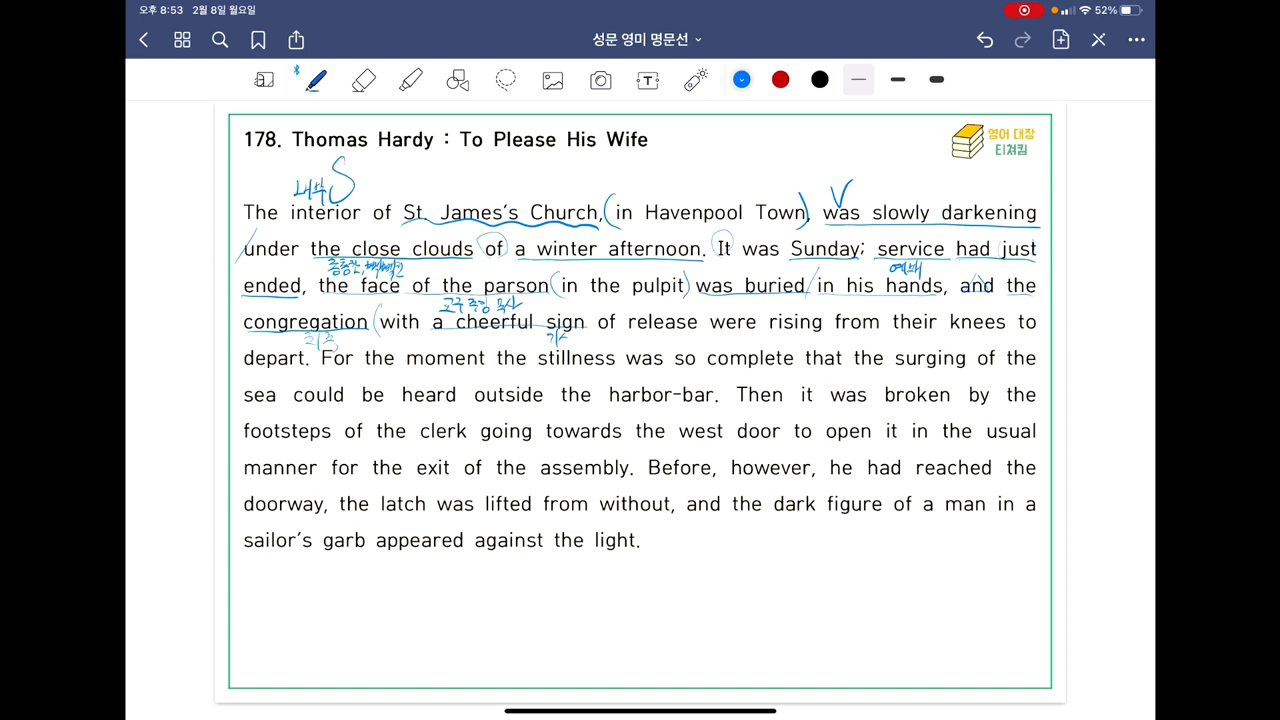 오후 8:53 2월 8일 월요일
52%
성문 영미 명문선
178. Thomas Hardy : To Please His Wife
영어 대장
티쳐킴
내부 S
V
The interior of St. James's Church, (in Havenpool Town), was slowly darkening
under the close clouds of a winter afternoon. It was Sunday; service had just
예배
ended, the face of the parson (in the pulpit) was buried / in his hands, and the
교구 주임 목사
congregation (with a cheerful sign of release were rising from their knees to
depart. For the moment the stillness was so complete that the surging of the
sea could be heard outside the harbor-bar. Then it was broken by the
footsteps of the clerk going towards the west door to open it in the usual
manner for the exit of the assembly. Before, however, he had reached the
doorway, the latch was lifted from without, and the dark figure of a man in a
sailor's garb appeared against the light.